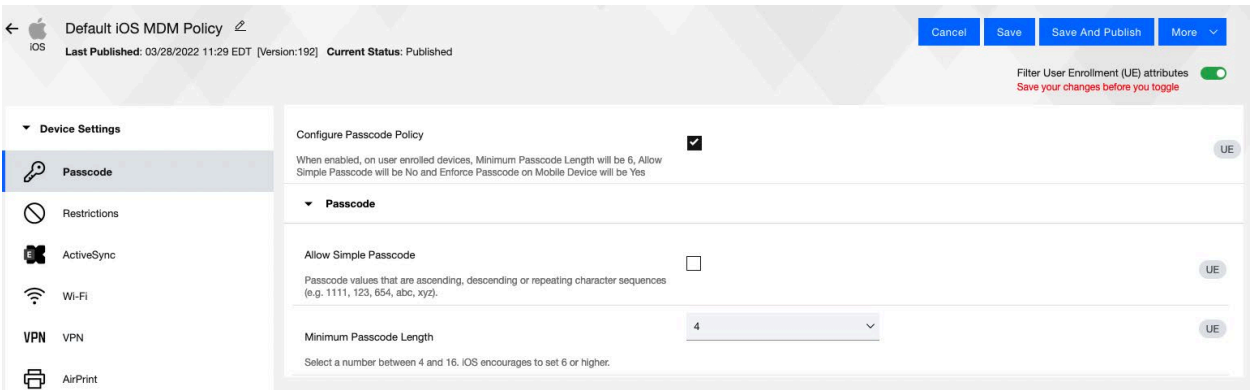 Default iOS MDM Policy
iOS
Last Published: 03/28/2022 11:29 EDT [Version:192] Current Status: Published
Cancel
Save
Save And Publish
More
Filter User Enrollment (UE) attributes
Save your changes before you toggle
Device Settings
Passcode
Restrictions
E
ActiveSync
Wi-Fi
VPN VPN
AirPrint
Configure Passcode Policy
When enabled, on user enrolled devices, Minimum Passcode Length will be 6, Allow
Simple Passcode will be No and Enforce Passcode on Mobile Device will be Yes
UE
Passcode
Allow Simple Passcode
Passcode values that are ascending, descending or repeating character sequences
(e.g. 1111, 123, 654, abc, xyz).
UE
Minimum Passcode Length
4
Select a number between 4 and 16. iOS encourages to set 6 or higher.
UE